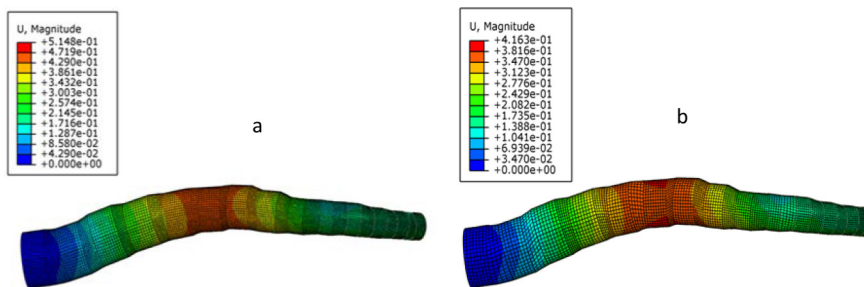 U, Magnitude
+5.148e-01
+4.719e-01
+4.290e-01
+3.861e-01
+3.432e-01
+3.003e-01
+2.574e-01
+2.145e-01
+1.716e-01
+1.287e-01
+8.580e-02
+4.290e-02
+0.000e+00
a
U, Magnitude
+4.163e-01
+3.816e-01
+3.470e-01
+3.123e-01
+2.776e-01
+2.429e-01
+2.082e-01
+1.735e-01
+1.388e-01
+1.041e-01
+6.939e-02
+3.470e-02
+0.000e+00
b